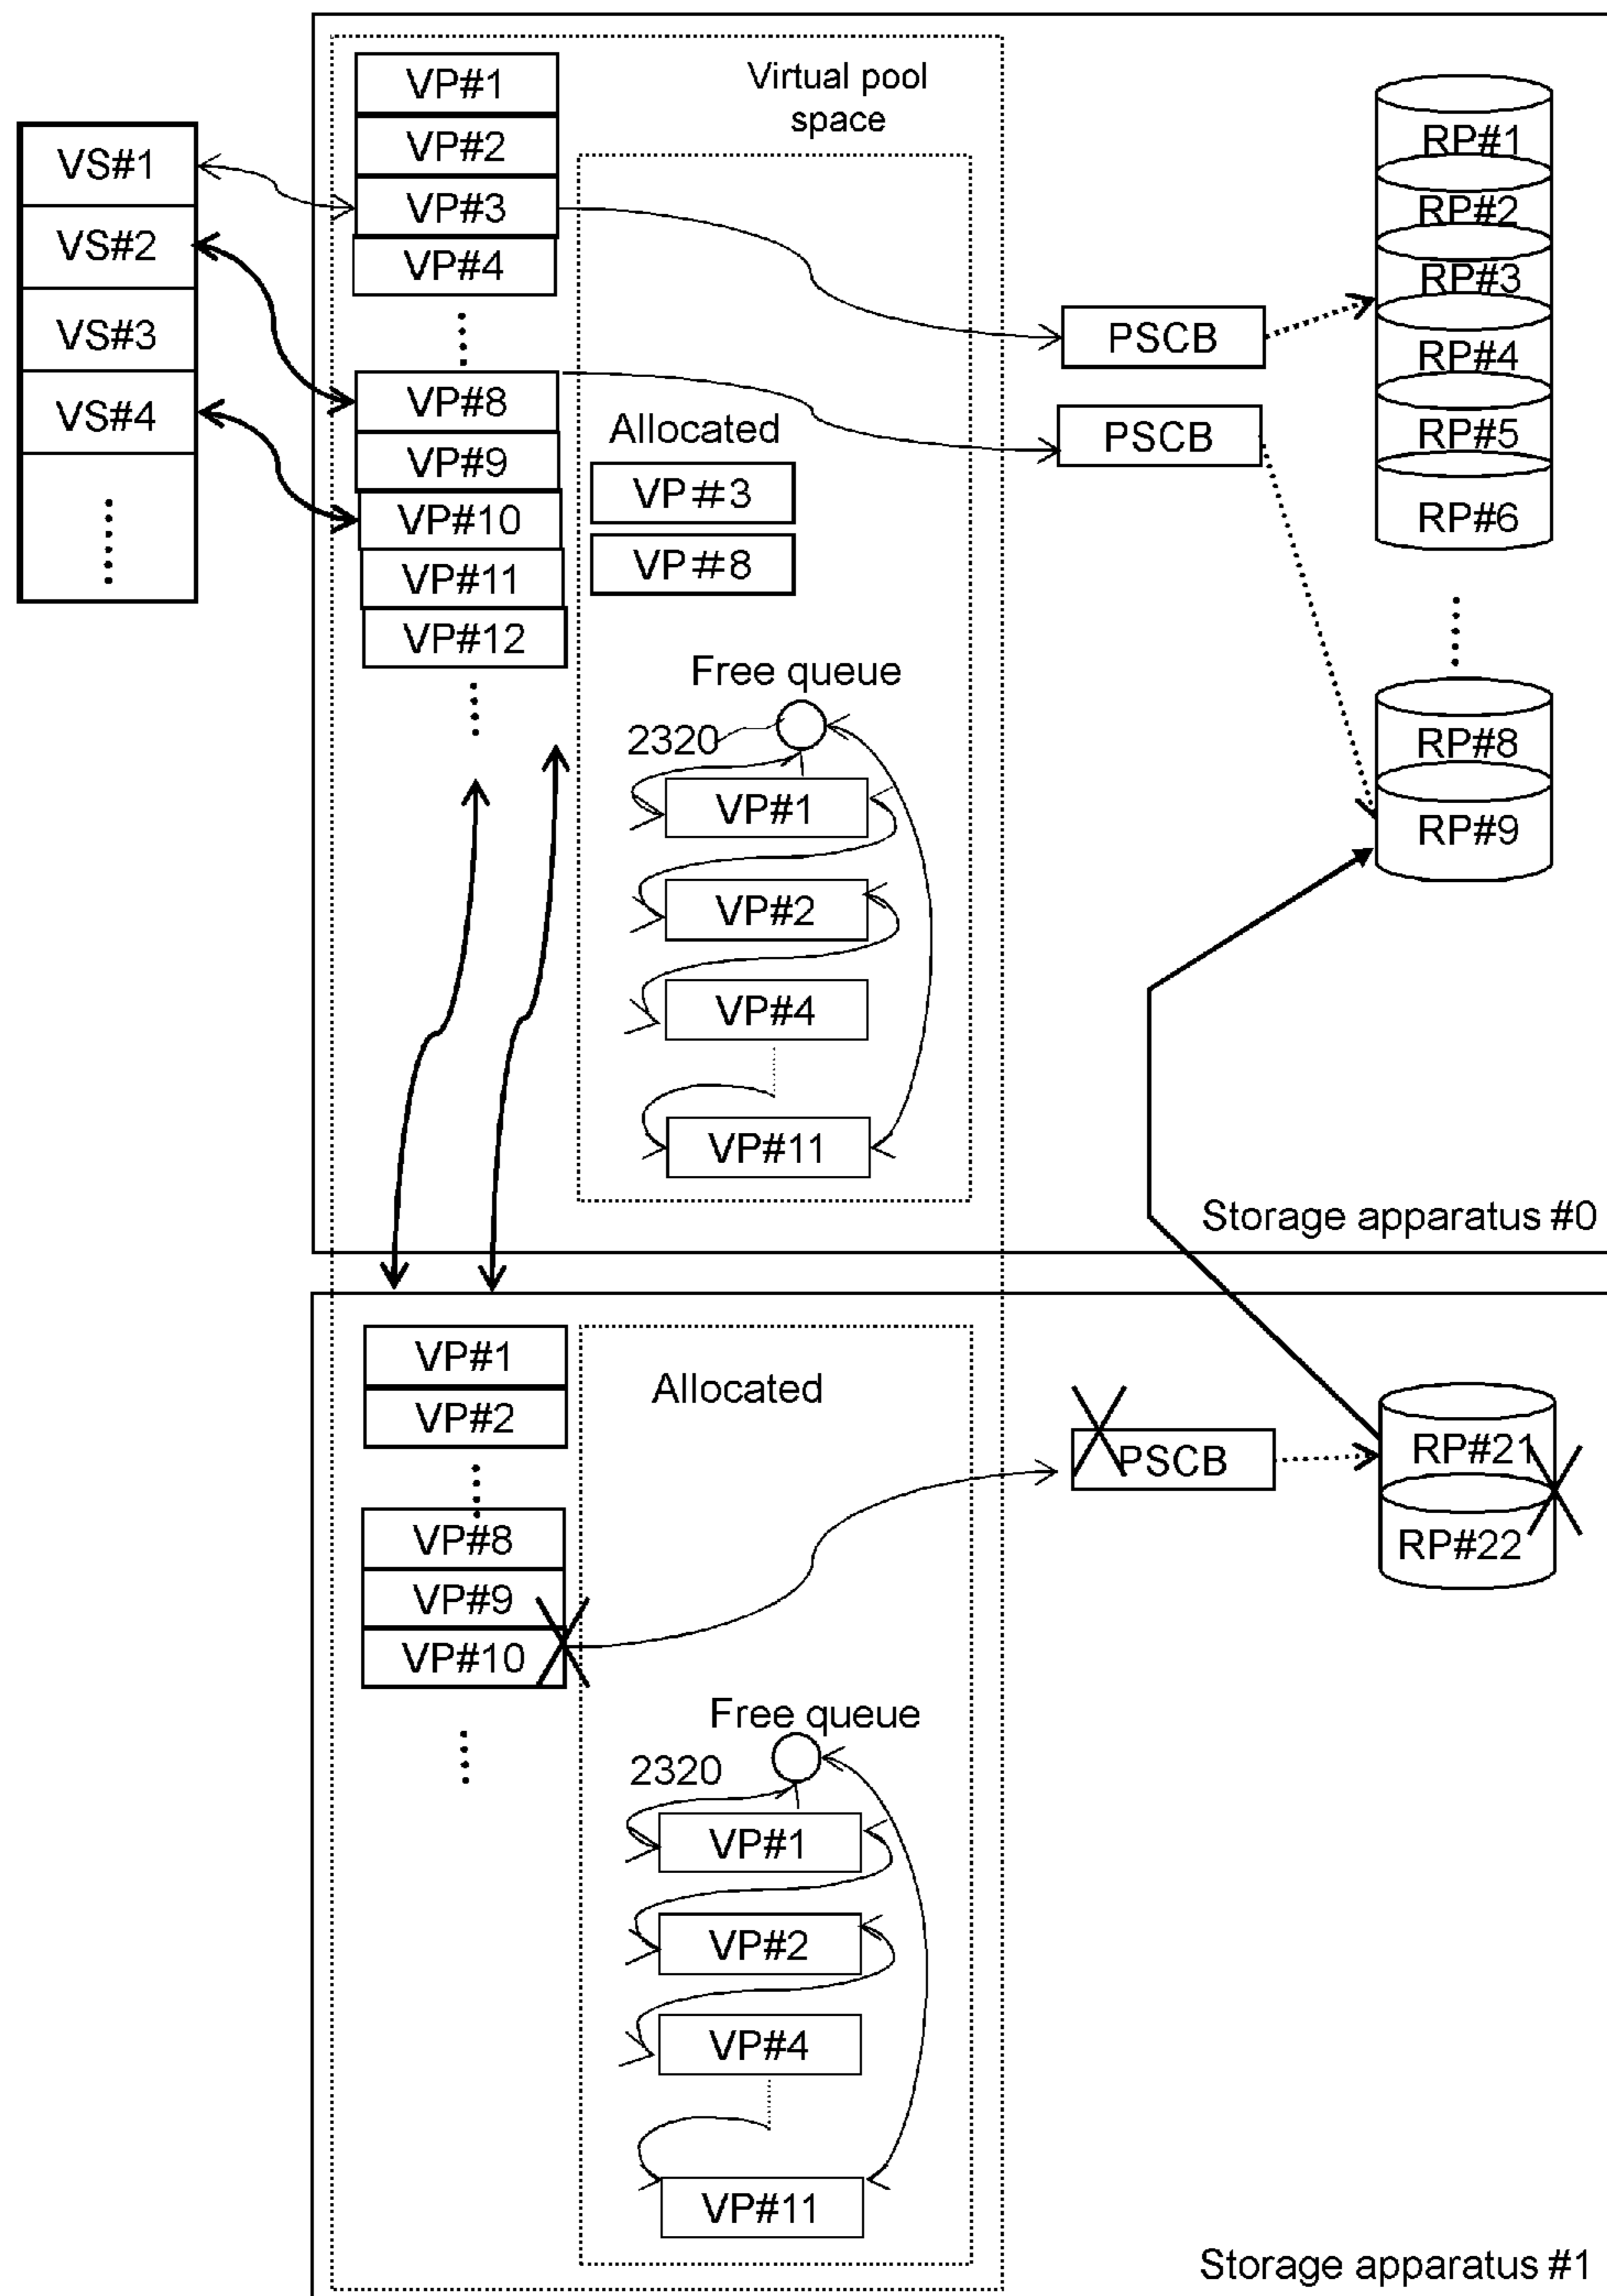 VS#1
VS#2
VS#3
VS#4
VP#1
VP#2
VP#3
VP#4
VP#8
VP#9
VP#10
VP#11
VP#12
Virtual pool
space
Allocated
VP#3
VP#8
Free queue
2320
VP#1
VP#2
VP#4
VP#11
PSCB
PSCB
RP#1
RP#2
RP#3
RP#4
RP#5
RP#6
RP#8
RP#9
Storage apparatus #0
VP#1
VP#2
VP#8
VP#9
VP#10
Allocated
Free queue
2320
VP#1
VP#2
VP#4
VP#11
PSCB
RP#21
RP#22
Storage apparatus #1